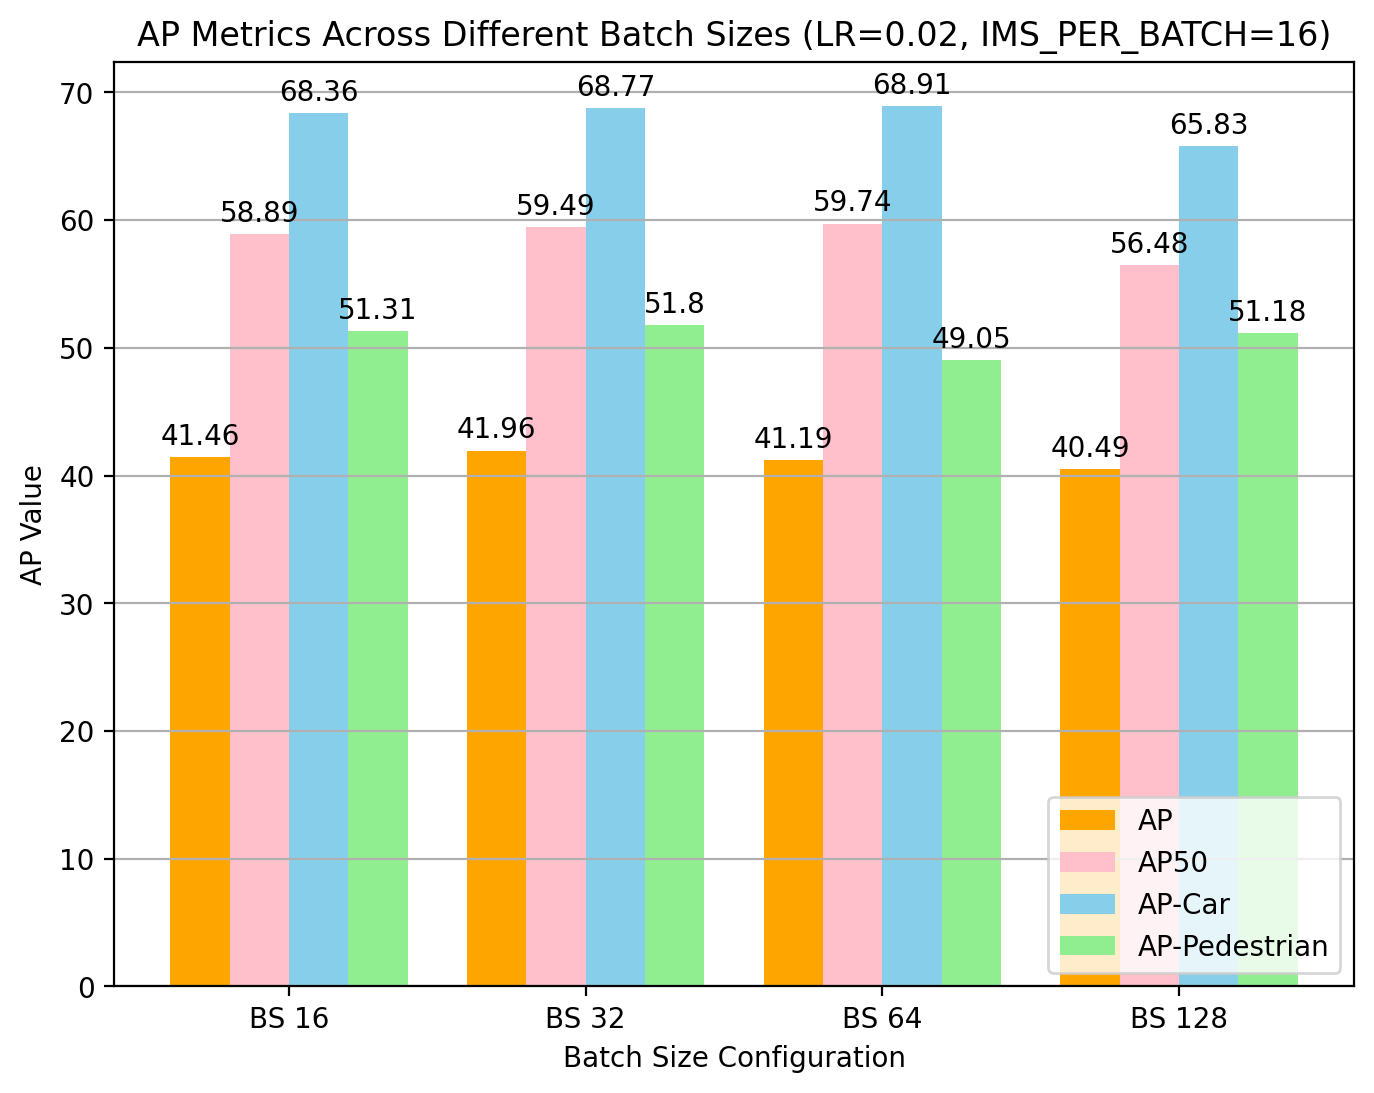 AP Metrics Across Different Batch Sizes (LR=0.02, IMS_PER_BATCH=16)
AP Value
70
60
50
40
30
20
10
0
41.46
58.89
68.36
51.31
41.96
59.49
68.77
51.8
41.19
59.74
68.91
49.05
40.49
56.48
65.83
51.18
AP
AP50
AP-Car
AP-Pedestrian
BS 16
BS 32
BS 64
BS 128
Batch Size Configuration